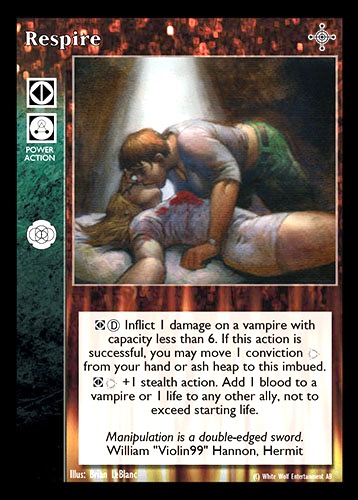 Respire
POWER
ACTION
D Inflict 1 damage on a vampire with
capacity less than 6. If this action is
successful, you may move 1 conviction
from your hand or ash heap to this imbued.
+1 stealth action. Add 1 blood to a
vampire or 1 life to any other ally, not to
exceed starting life.
Manipulation is a double-edged sword.
William "Violin99" Hannon, Hermit
Illus: Brian LeBlanc
(C) White Wolf Entertainment AB